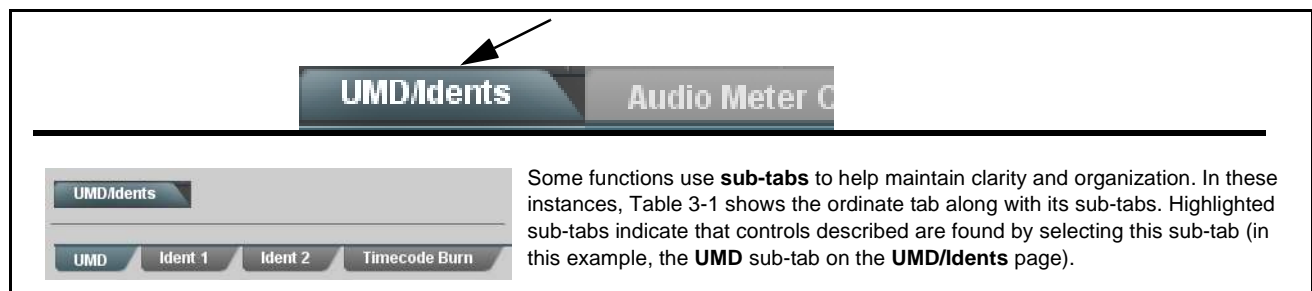 UMD/Idents
Audio Meter C
UMD/Idents
UMD
Ident 1
Ident 2
Timecode Burn
Some functions use sub-tabs to help maintain clarity and organization. In these
instances, Table 3-1 shows the ordinate tab along with its sub-tabs. Highlighted
sub-tabs indicate that controls described are found by selecting this sub-tab (in
this example, the UMD sub-tab on the UMD/Idents page).